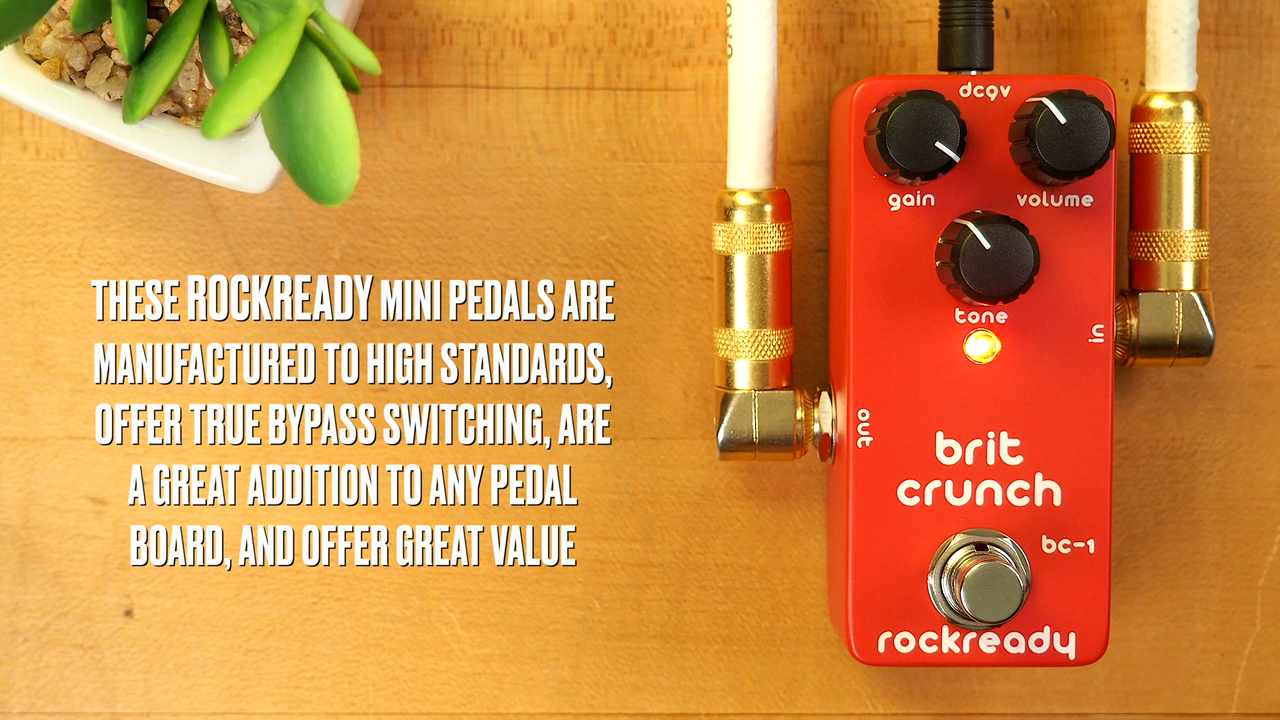 THESE ROCKREADY MINI PEDALS ARE
MANUFACTURED TO HIGH STANDARDS,
OFFER TRUE BYPASS SWITCHING, ARE
A GREAT ADDITION TO ANY PEDAL
BOARD, AND OFFER GREAT VALUE
dc9v
gain
volume
tone
in
out
brit
crunch
bc-1
rockready